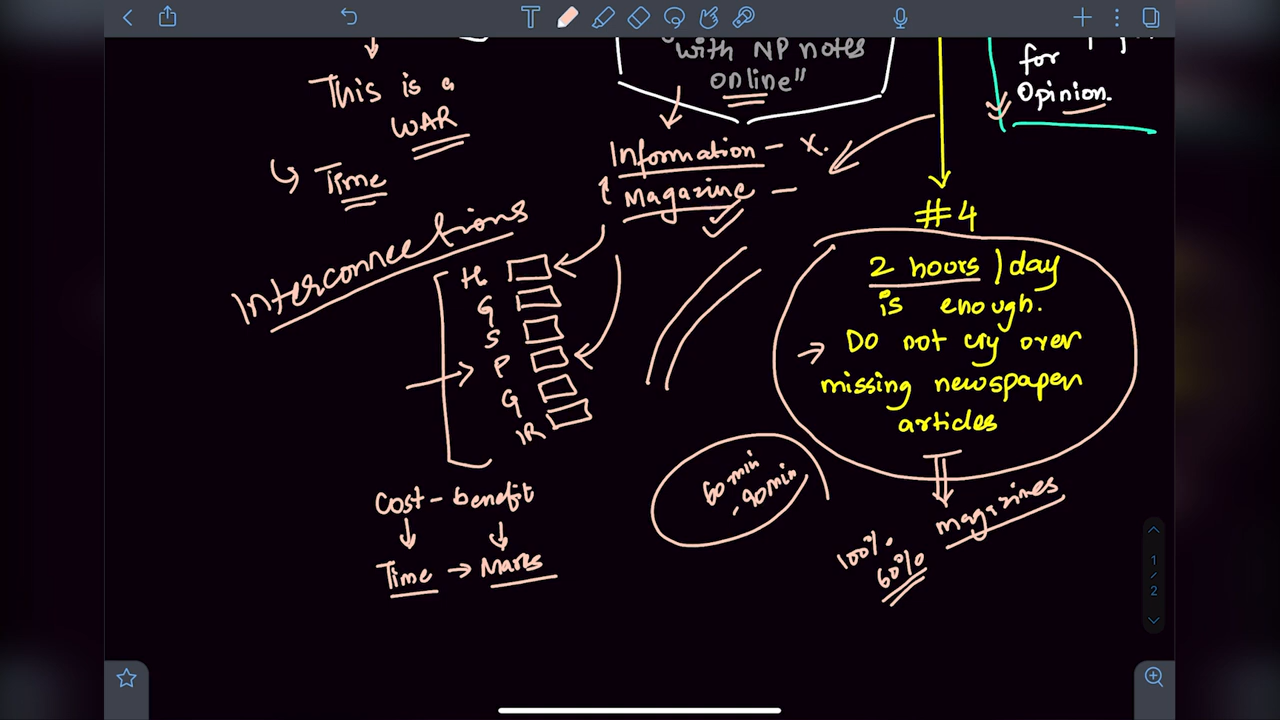 with NP notes
online"
for
Opinion.
This is a
WAR
Time
Information - x.
Magazine -
Interconnections
H
G
S
P
G
IR
#4
2 hours / day
is enough.
Do not cry over
missing newspaper
articles
60 min
- 90 min
magazines
100%.
60%
Cost - benefit
Time → Marks
1
/
2